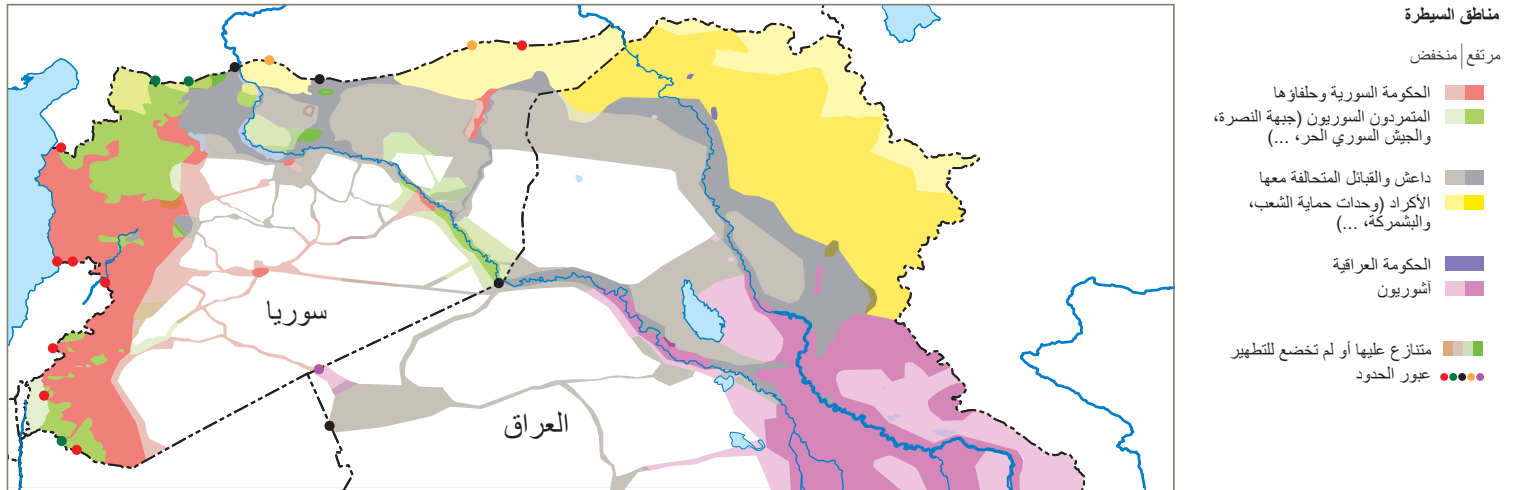 مناطق السيطرة
مرتفع | منخفض
الحكومة السورية وحلفاؤها
المتمردون السوريون (جبهة النصرة،
والجيش السوري الحر، ...)
داعش والقبائل المتحالفة معها
الأكراد (وحدات حماية الشعب،
والبشمركة، ...)
الحكومة العراقية
آشوريون
متنازع عليها أو لم تخضع للتطهير
عبور الحدود
سوريا
العراق